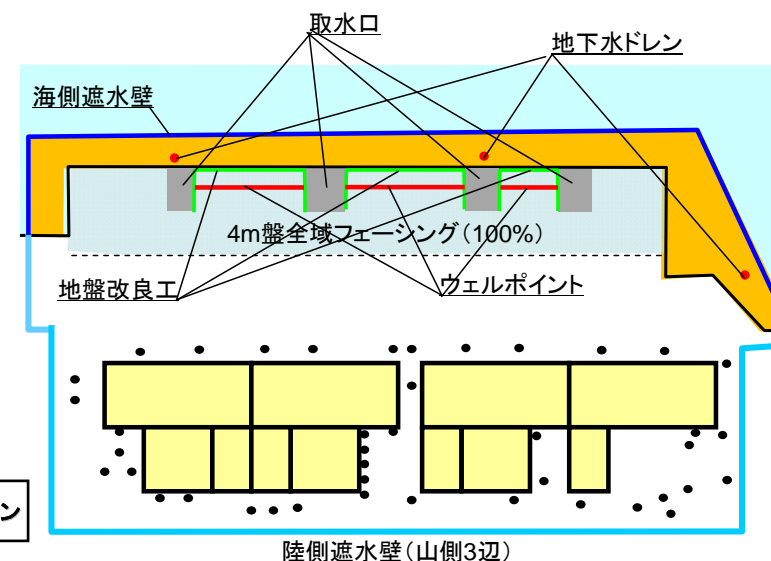 取水口
地下水ドレン
海側遮水壁
4m盤全域フェーシング(100%)
地盤改良工
ウェルポイント
ン
陸側遮水壁(山側3辺)